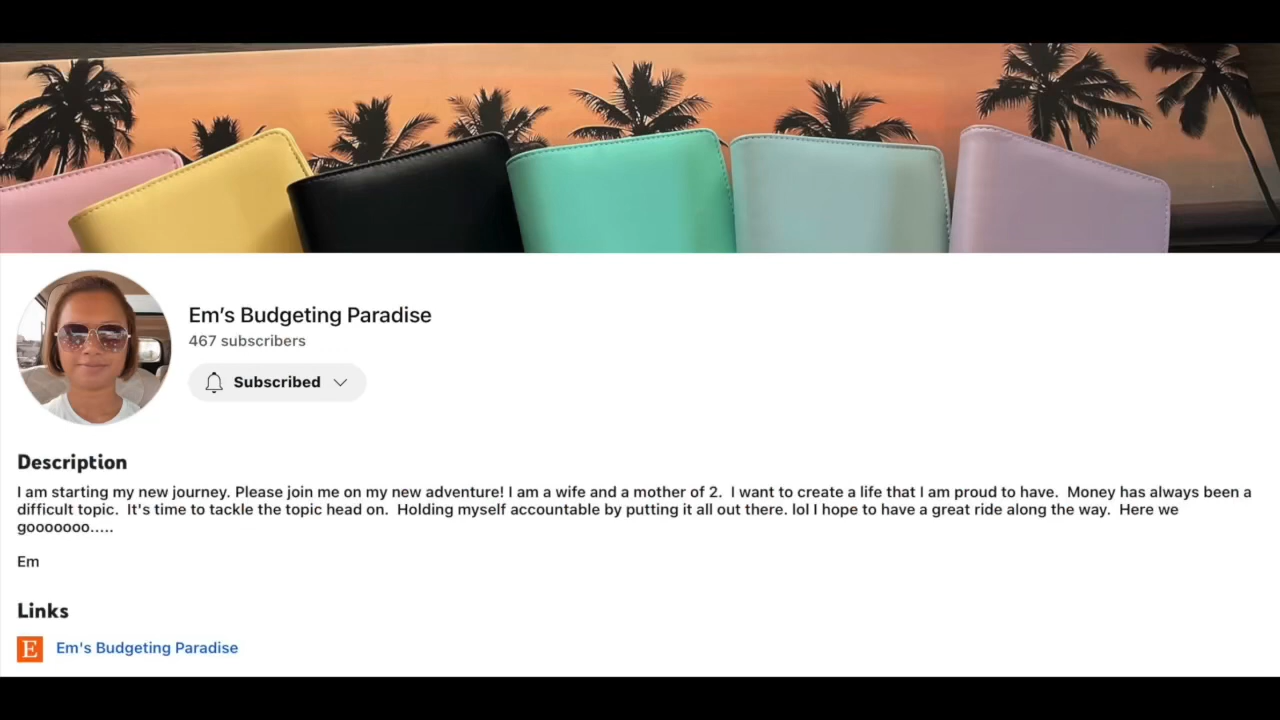 Em’s Budgeting Paradise
467 subscribers
Subscribed
Description
I am starting my new journey. Please join me on my new adventure! I am a wife and a mother of 2.  I want to create a life that I am proud to have.  Money has always been a
difficult topic.  It's time to tackle the topic head on.  Holding myself accountable by putting it all out there. lol I hope to have a great ride along the way.  Here we
gooooooo.....
Em
Links
E
Em's Budgeting Paradise